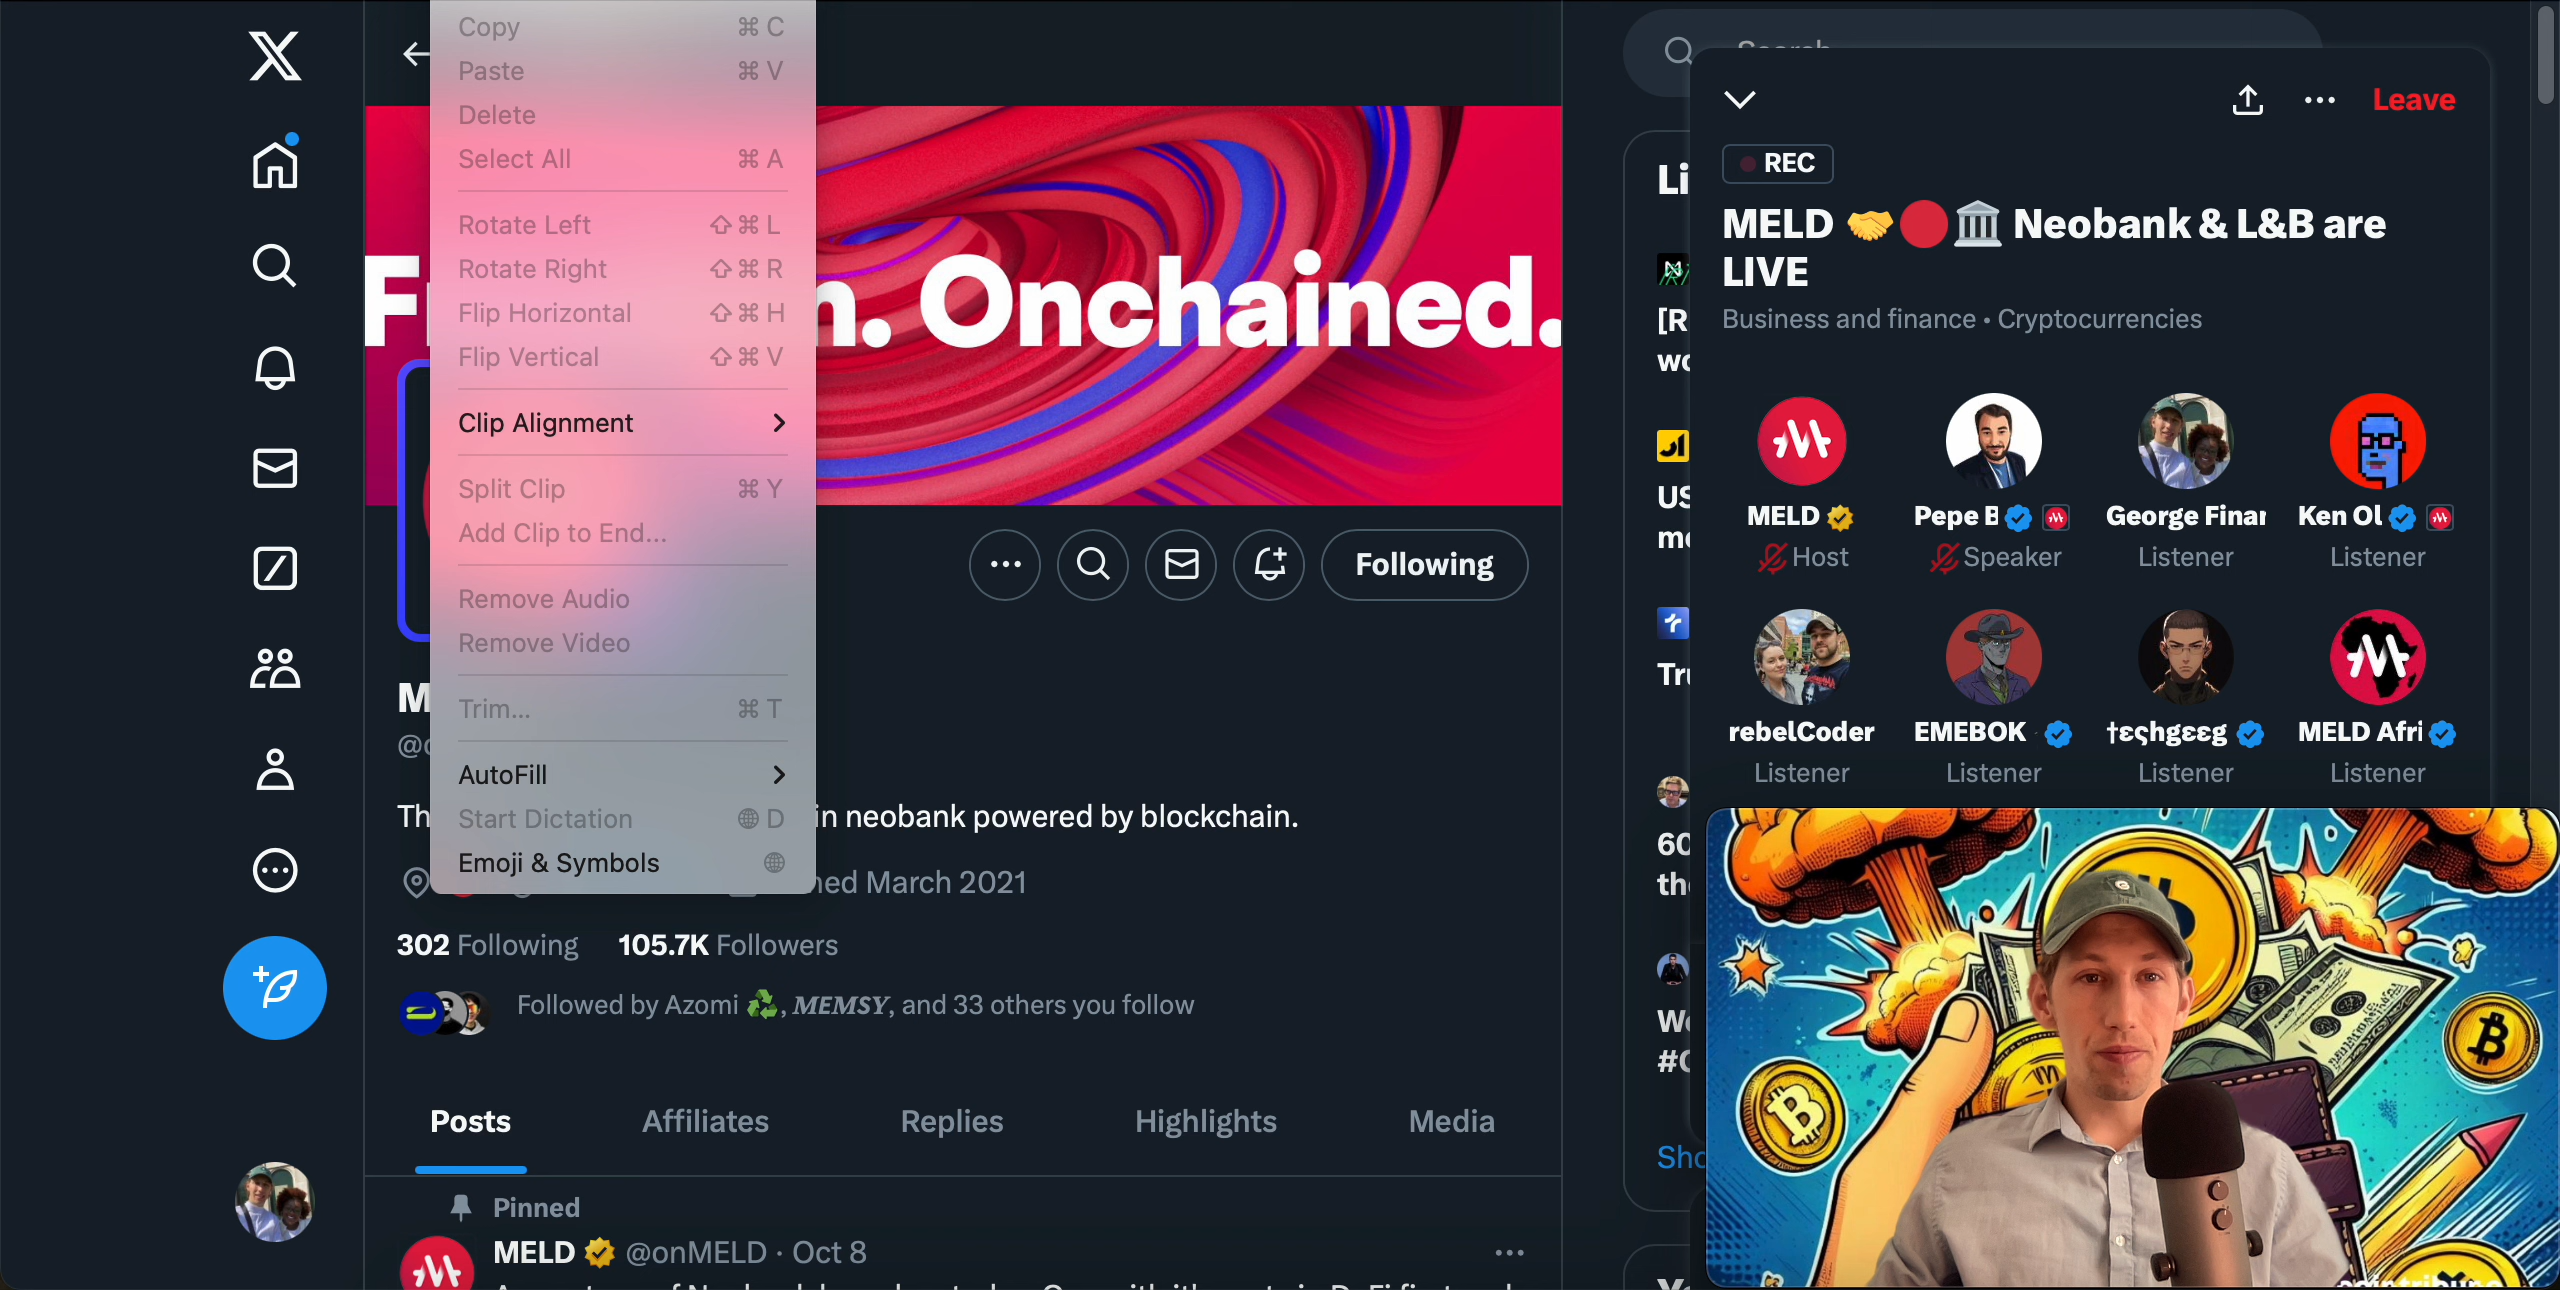 Copy ⌘ C
Paste ⌘ V
Delete
Select All ⌘ A
Rotate Left ⇧ ⌘ L
Rotate Right ⇧ ⌘ R
Flip Horizontal ⇧ ⌘ H
Flip Vertical ⇧ ⌘ V
Clip Alignment
Split Clip ⌘ Y
Add Clip to End...
Remove Audio
Remove Video
Trim... ⌘ T
AutoFill
Start Dictation D
Emoji & Symbols
Onchained.
Following
in neobank powered by blockchain.
March 2021
302 Following 105.7K Followers
Followed by Azomi ♻️, MEMSY, and 33 others you follow
Posts Affiliates Replies Highlights Media
Pinned
MELD @onMELD · Oct 8
Search
Leave
REC
MELD 🤝🔴🏛️ Neobank & L&B are
LIVE
Business and finance • Cryptocurrencies
MELD Pepe B George Finan Ken Ol
Host Speaker Listener Listener
rebelCoder EMEBOK †εςhgεεg MELD Afri
Listener Listener Listener Listener